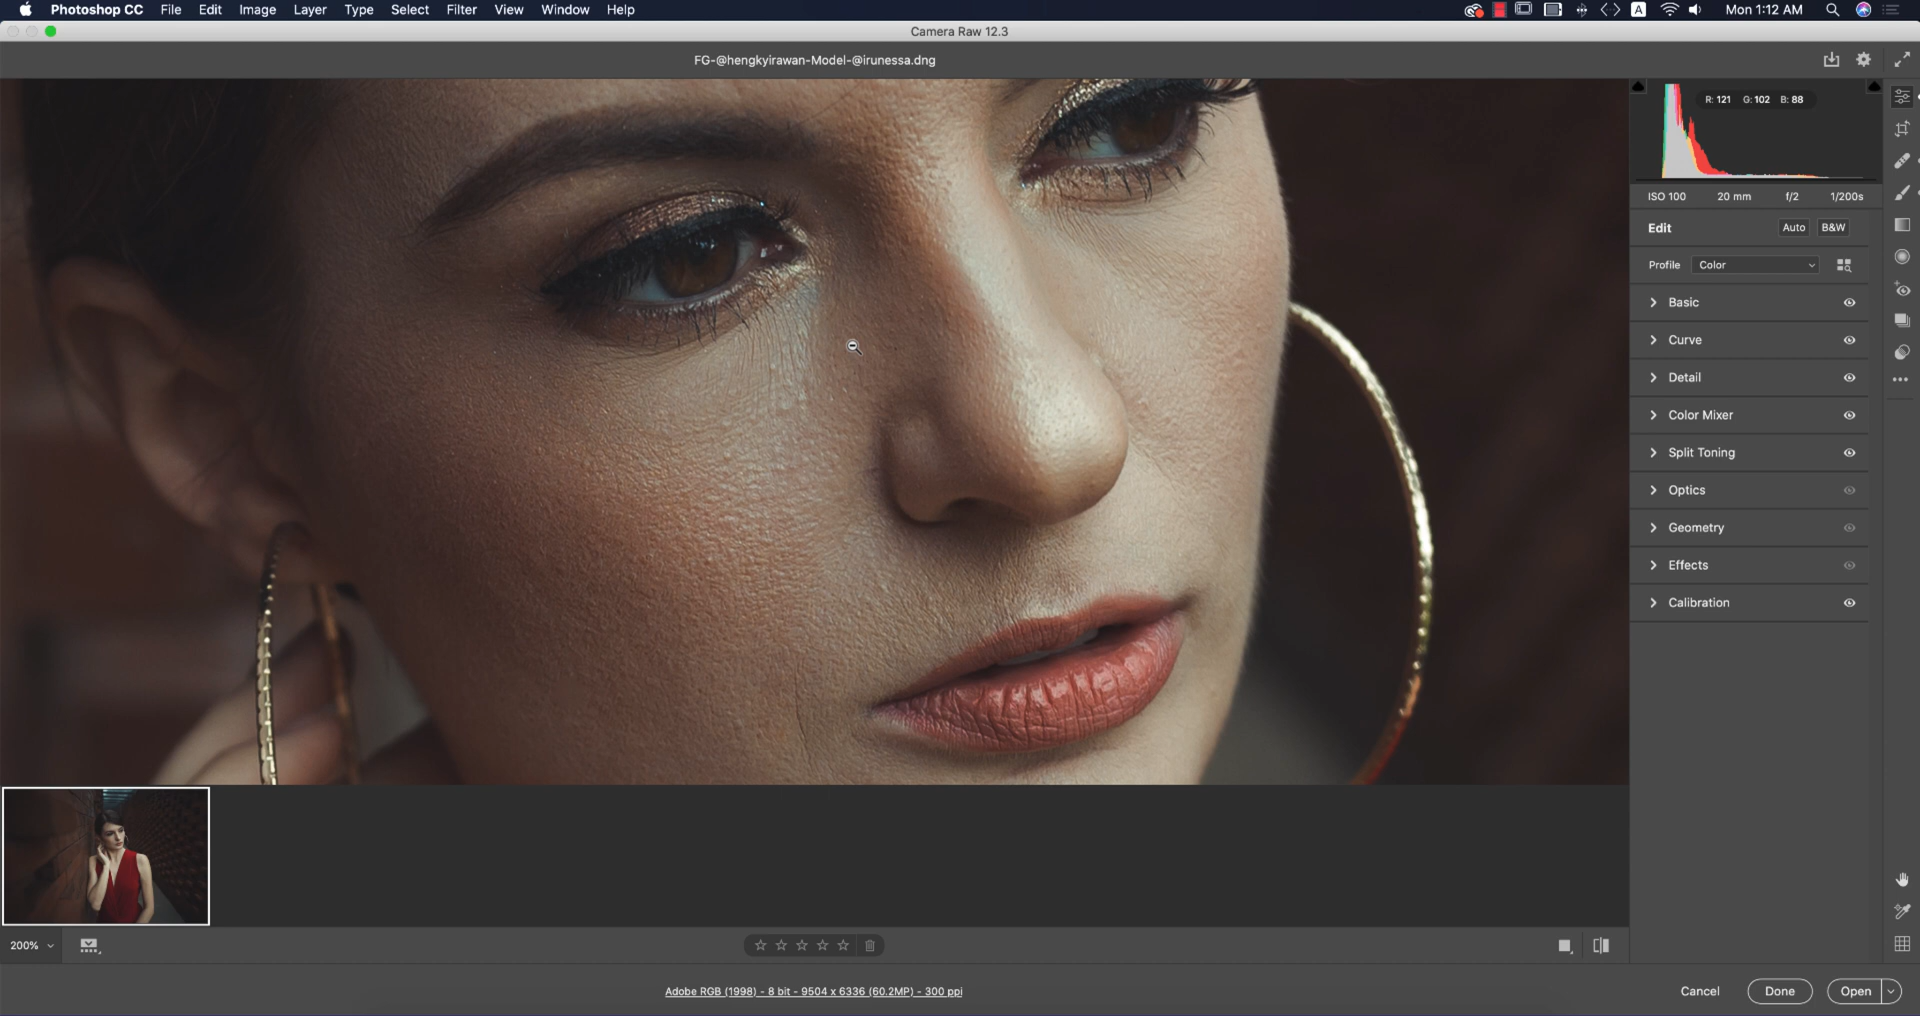 Photoshop CC File Edit Image Layer Type Select Filter View Window Help A Mon 1:12 AM
Camera Raw 12.3
FG-@hengkyirawan-Model-@irunessa.dng
R: 121 G: 102 B: 88
ISO 100 20 mm f/2 1/200s
Edit Auto B&W
Profile Color
Basic
Curve
Detail
Color Mixer
Split Toning
Optics
Geometry
Effects
Calibration
200%
Adobe RGB (1998) - 8 bit - 9504 x 6336 (60.2MP) - 300 ppi
Cancel Done Open